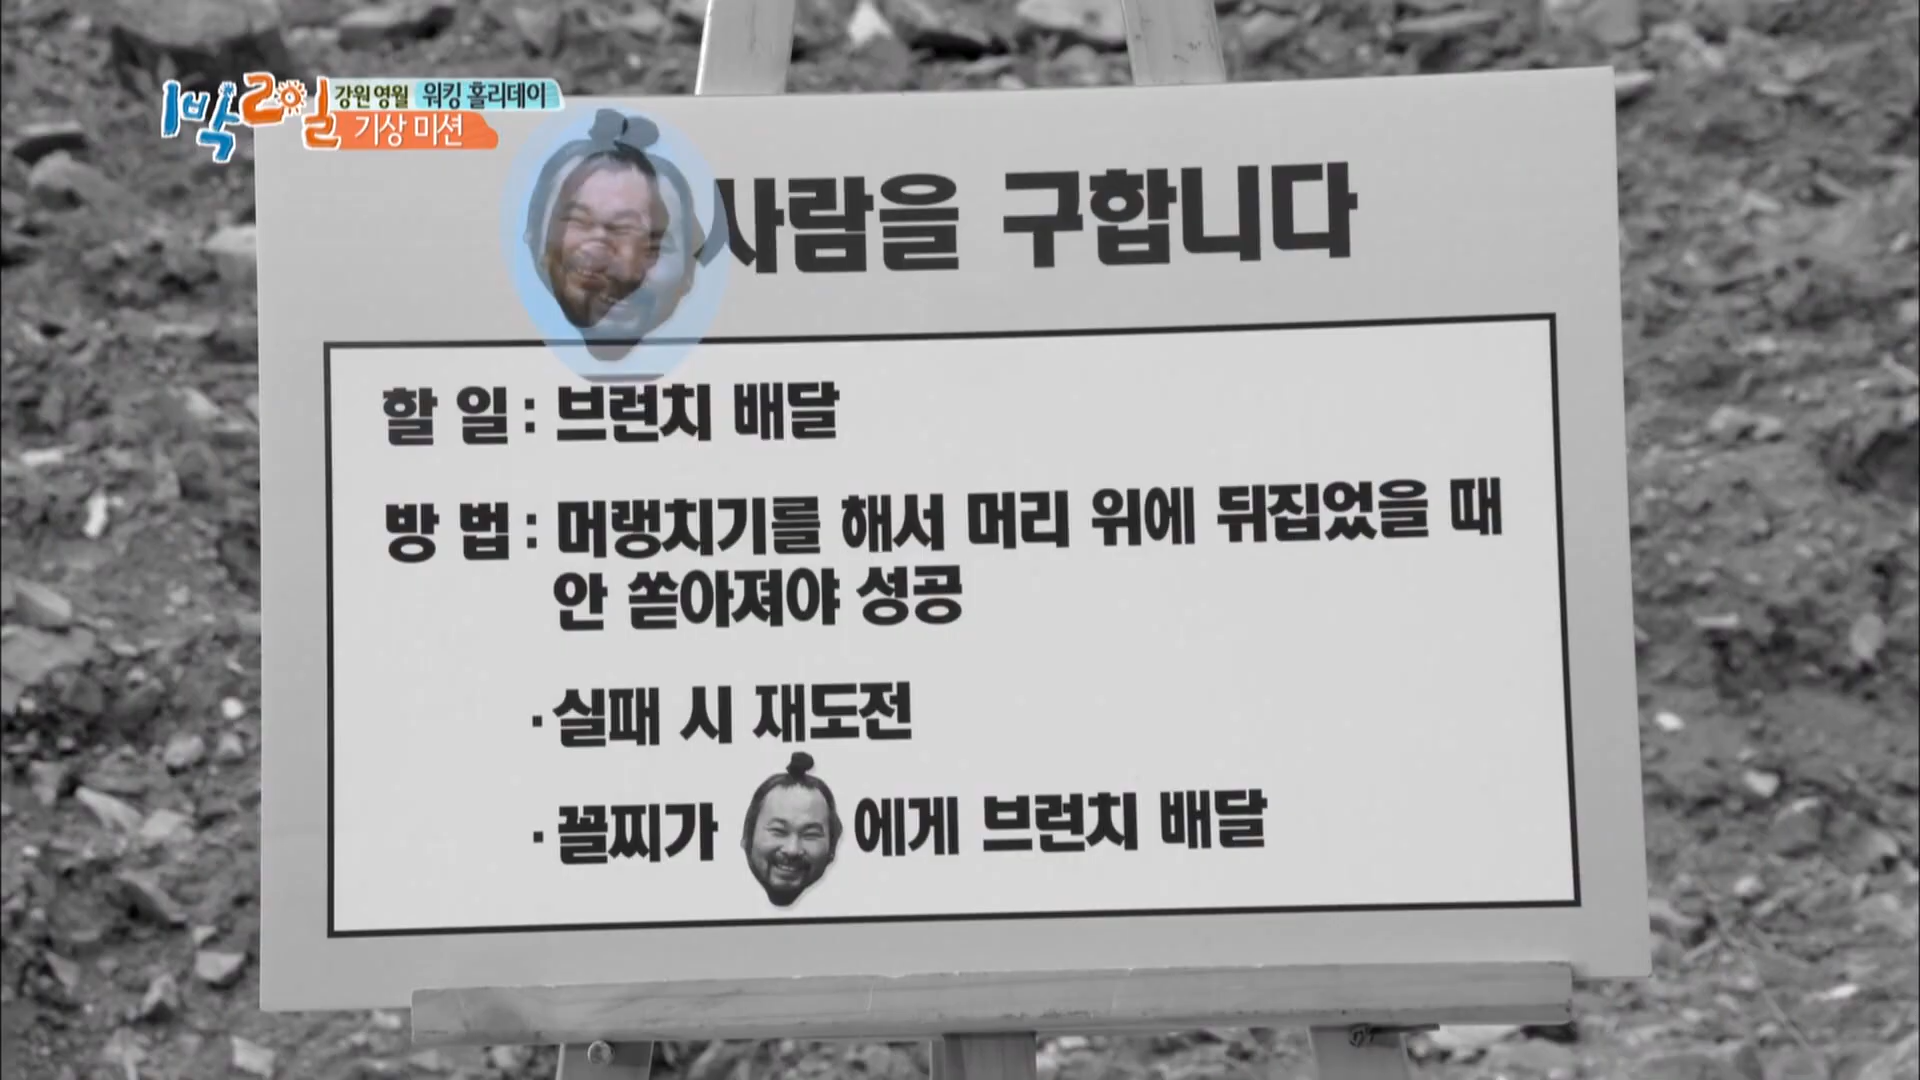 1박2일
강원 영월 워킹 홀리데이
기상 미션
사람을 구합니다
할 일 : 브런치 배달
방 법 : 머랭치기를 해서 머리 위에 뒤집었을 때
안 쏟아져야 성공
· 실패 시 재도전
· 꼴찌가 에게 브런치 배달